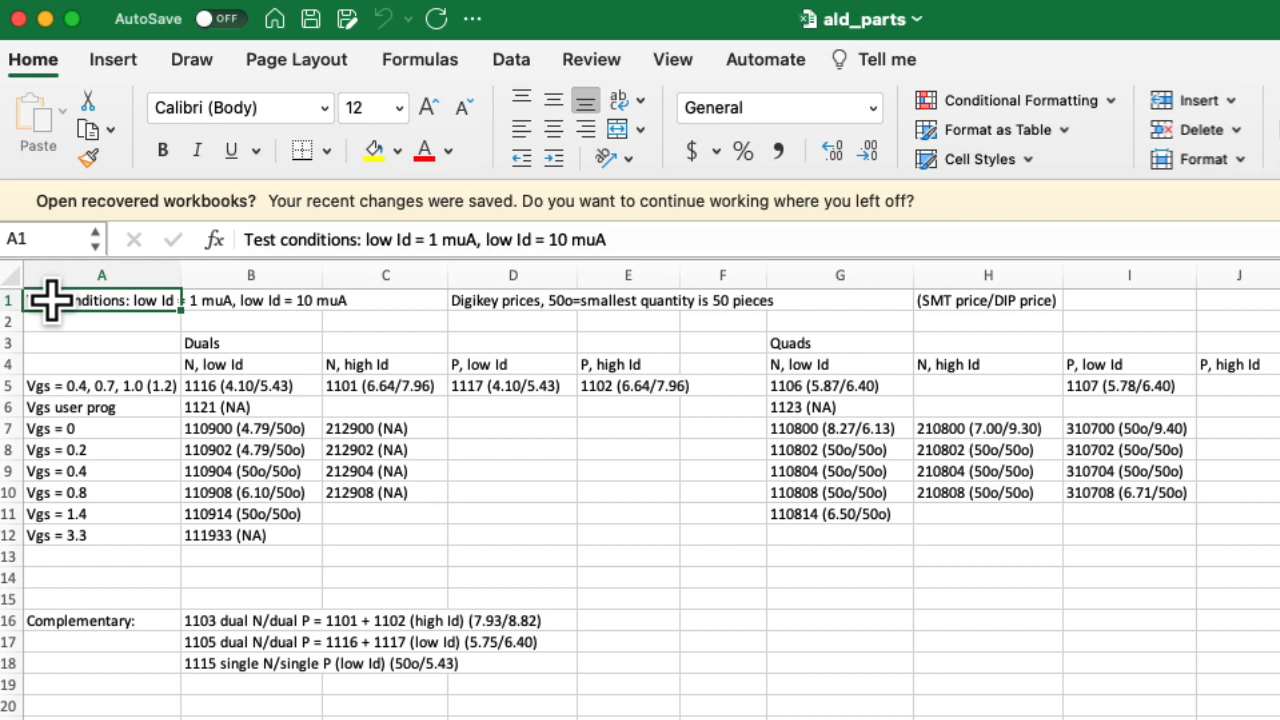 AutoSave OFF ald_parts
Home Insert Draw Page Layout Formulas Data Review View Automate Tell me
Paste Calibri (Body) 12 A^ A˅ General Conditional Formatting Insert
Format as Table Delete
B I U A ab c $ % , .00 .0 Cell Styles Format
Open recovered workbooks? Your recent changes were saved. Do you want to continue working where you left off?
A1 fx Test conditions: low Id = 1 muA, low Id = 10 muA
A B C D E F G H I J
1 nditions: low Id = 1 muA, low Id = 10 muA Digikey prices, 50o=smallest quantity is 50 pieces (SMT price/DIP price)
2
3 Duals Quads
4 N, low Id N, high Id P, low Id P, high Id N, low Id N, high Id P, low Id P, high Id
5 Vgs = 0.4, 0.7, 1.0 (1.2) 1116 (4.10/5.43) 1101 (6.64/7.96) 1117 (4.10/5.43) 1102 (6.64/7.96) 1106 (5.87/6.40) 1107 (5.78/6.40)
6 Vgs user prog 1121 (NA) 1123 (NA)
7 Vgs = 0 110900 (4.79/50o) 212900 (NA) 110800 (8.27/6.13) 210800 (7.00/9.30) 310700 (50o/9.40)
8 Vgs = 0.2 110902 (4.79/50o) 212902 (NA) 110802 (50o/50o) 210802 (50o/50o) 310702 (50o/50o)
9 Vgs = 0.4 110904 (50o/50o) 212904 (NA) 110804 (50o/50o) 210804 (50o/50o) 310704 (50o/50o)
10 Vgs = 0.8 110908 (6.10/50o) 212908 (NA) 110808 (50o/50o) 210808 (50o/50o) 310708 (6.71/50o)
11 Vgs = 1.4 110914 (50o/50o) 110814 (6.50/50o)
12 Vgs = 3.3 111933 (NA)
13
14
15
16 Complementary: 1103 dual N/dual P = 1101 + 1102 (high Id) (7.93/8.82)
17 1105 dual N/dual P = 1116 + 1117 (low Id) (5.75/6.40)
18 1115 single N/single P (low Id) (50o/5.43)
19
20